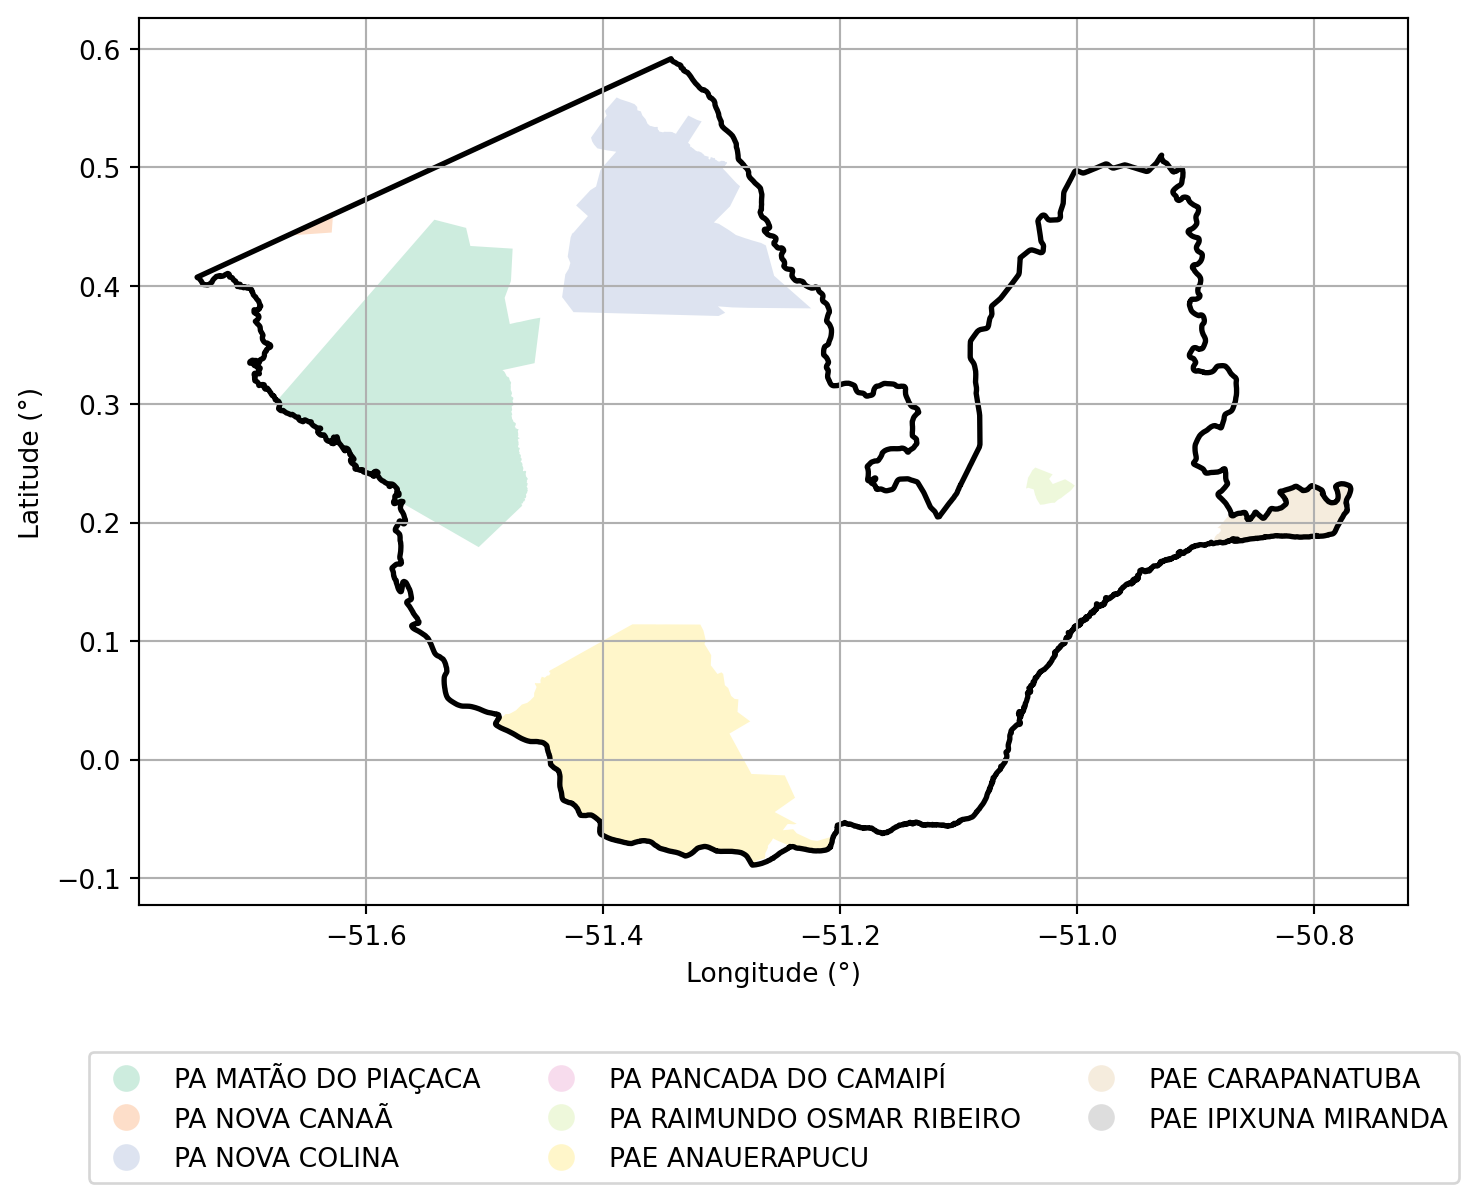 0.6
0.5
0.4
0.3
0.2
0.1
0.0
−0.1
Latitude (°)
−51.6
−51.4
−51.2
−51.0
−50.8
Longitude (°)
PA MATÃO DO PIAÇACA
PA NOVA CANAÃ
PA NOVA COLINA
PA PANCADA DO CAMAIPÍ
PA RAIMUNDO OSMAR RIBEIRO
PAE ANAUERAPUCU
PAE CARAPANATUBA
PAE IPIXUNA MIRANDA